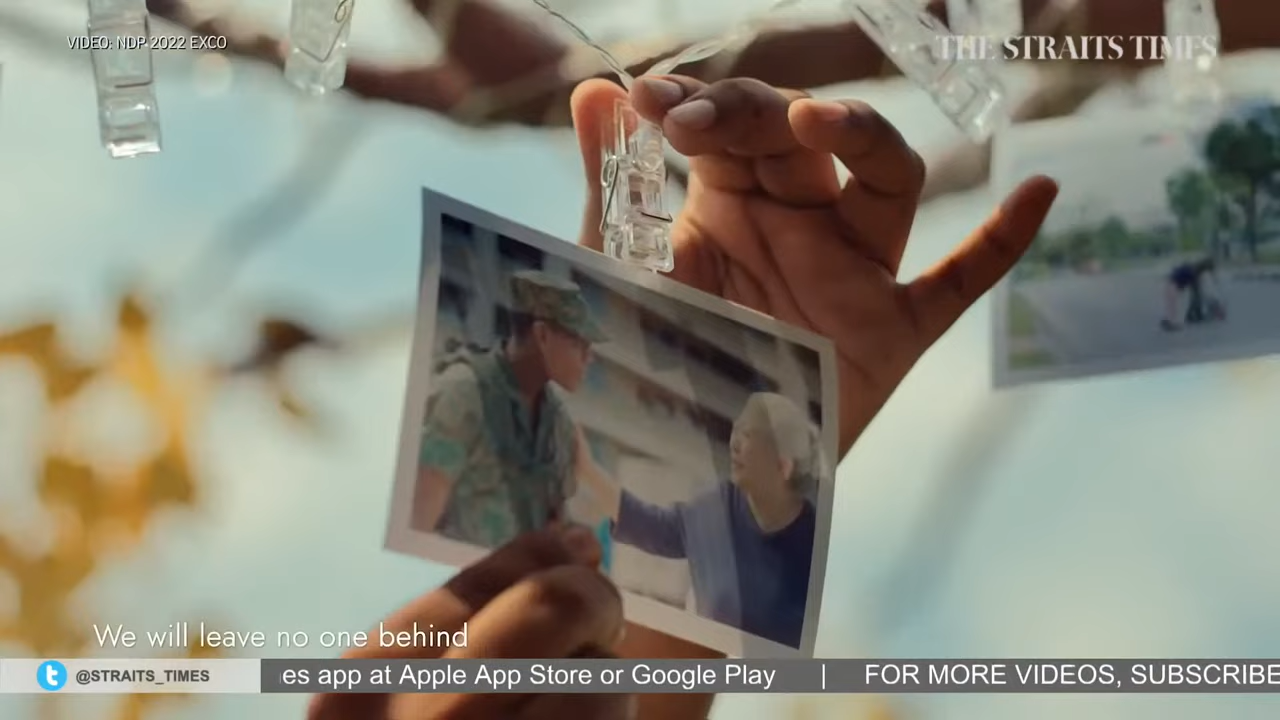 VIDEO: NDP 2022 EXCO
THE STRAITS TIMES
We will leave no one behind
@STRAITS_TIMES
es app at Apple App Store or Google Play | FOR MORE VIDEOS, SUBSCRIBE